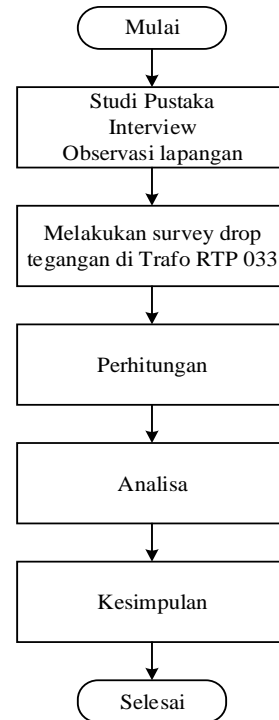 Mulai
Studi Pustaka
Interview
Observasi lapangan
Melakukan survey drop
tegangan di Trafo RTP 033
Perhitungan
Analisa
Kesimpulan
Selesai